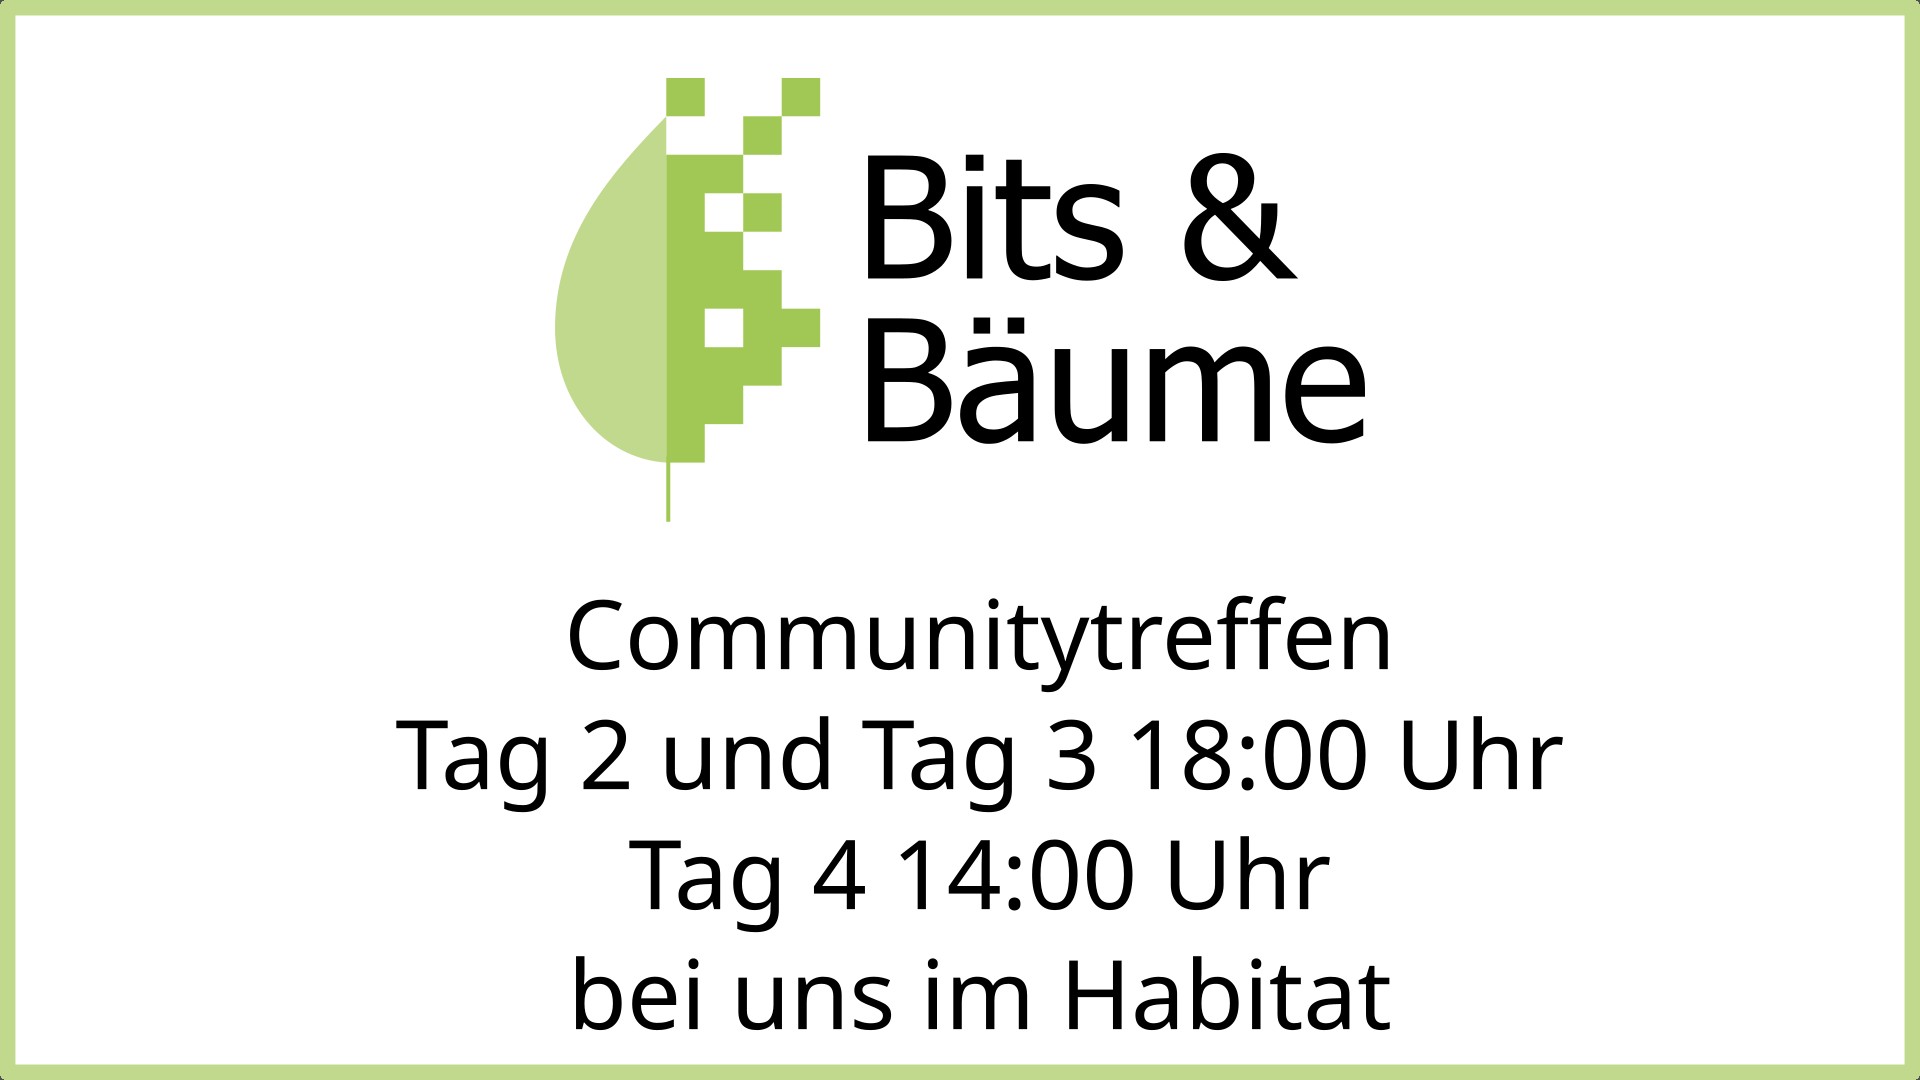 Bits &
Bäume
Communitytreffen
Tag 2 und Tag 3 18:00 Uhr
Tag 4 14:00 Uhr
bei uns im Habitat